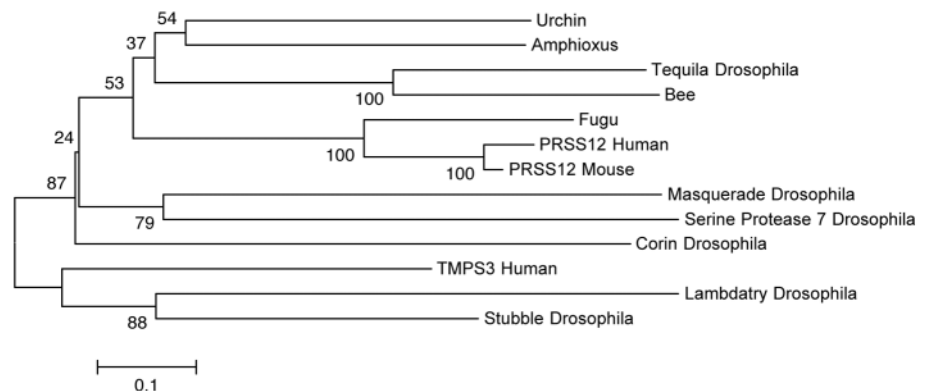 54
Urchin
37
Amphioxus
53
Tequila Drosophila
100
Bee
Fugu
24
100
PRSS12 Human
100
PRSS12 Mouse
87
Masquerade Drosophila
79
Serine Protease 7 Drosophila
Corin Drosophila
TMPS3 Human
Lambdatry Drosophila
88
Stubble Drosophila
0.1